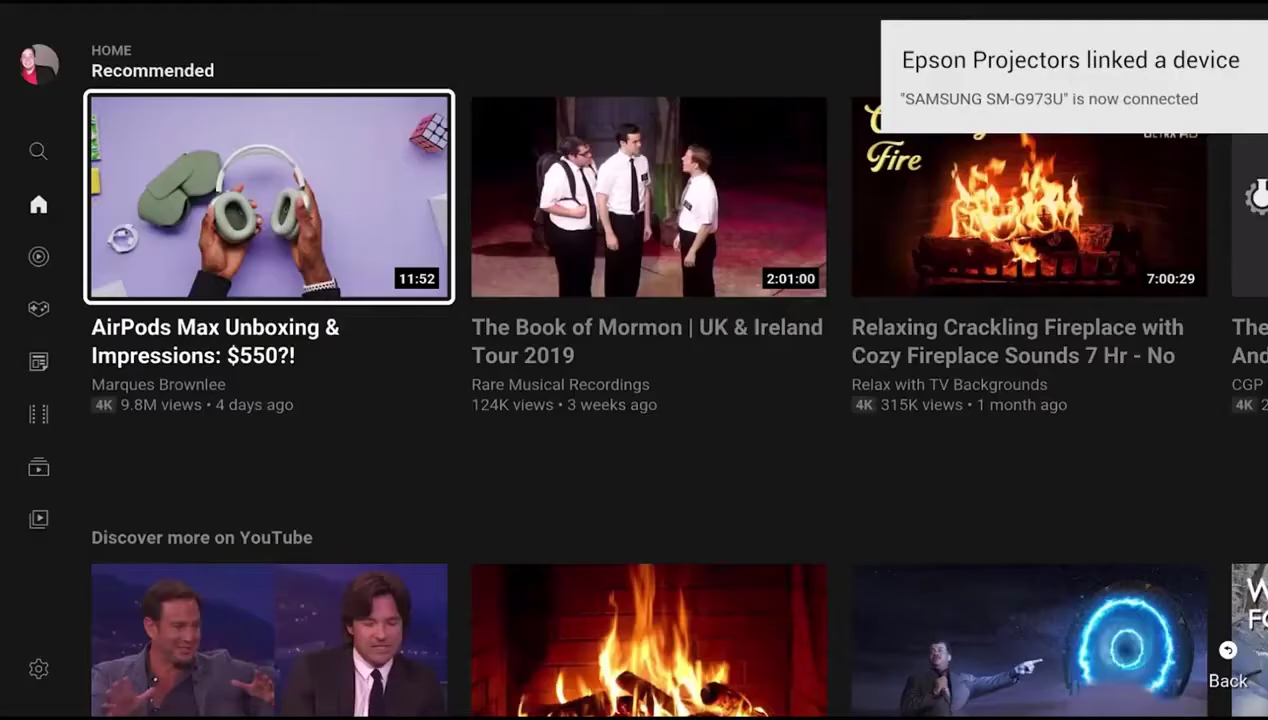 HOME
Recommended
Epson Projectors linked a device
"SAMSUNG SM-G973U" is now connected
Fire
11:52
2:01:00
7:00:29
AirPods Max Unboxing &
Impressions: $550?!
Marques Brownlee
4K 9.8M views • 4 days ago
The Book of Mormon | UK & Ireland
Tour 2019
Rare Musical Recordings
124K views • 3 weeks ago
Relaxing Crackling Fireplace with
Cozy Fireplace Sounds 7 Hr - No
Relax with TV Backgrounds
4K 315K views • 1 month ago
The
And
CGP
4K 2
Discover more on YouTube
Back